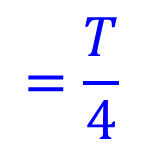 = T/4